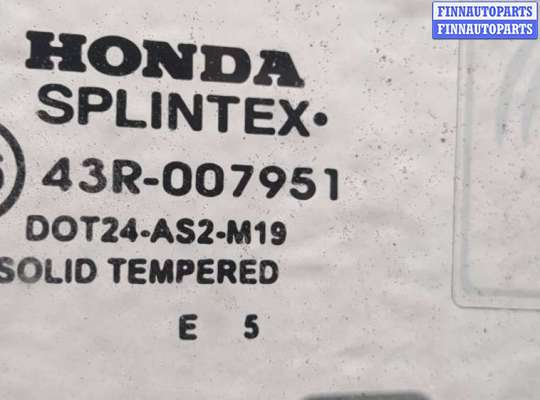 FINNAUTOPARTS
FINNAUTOPARTS
HONDA
SPLINTEX•
43R-007951
DOT24-AS2-M19
SOLID TEMPERED
E 5